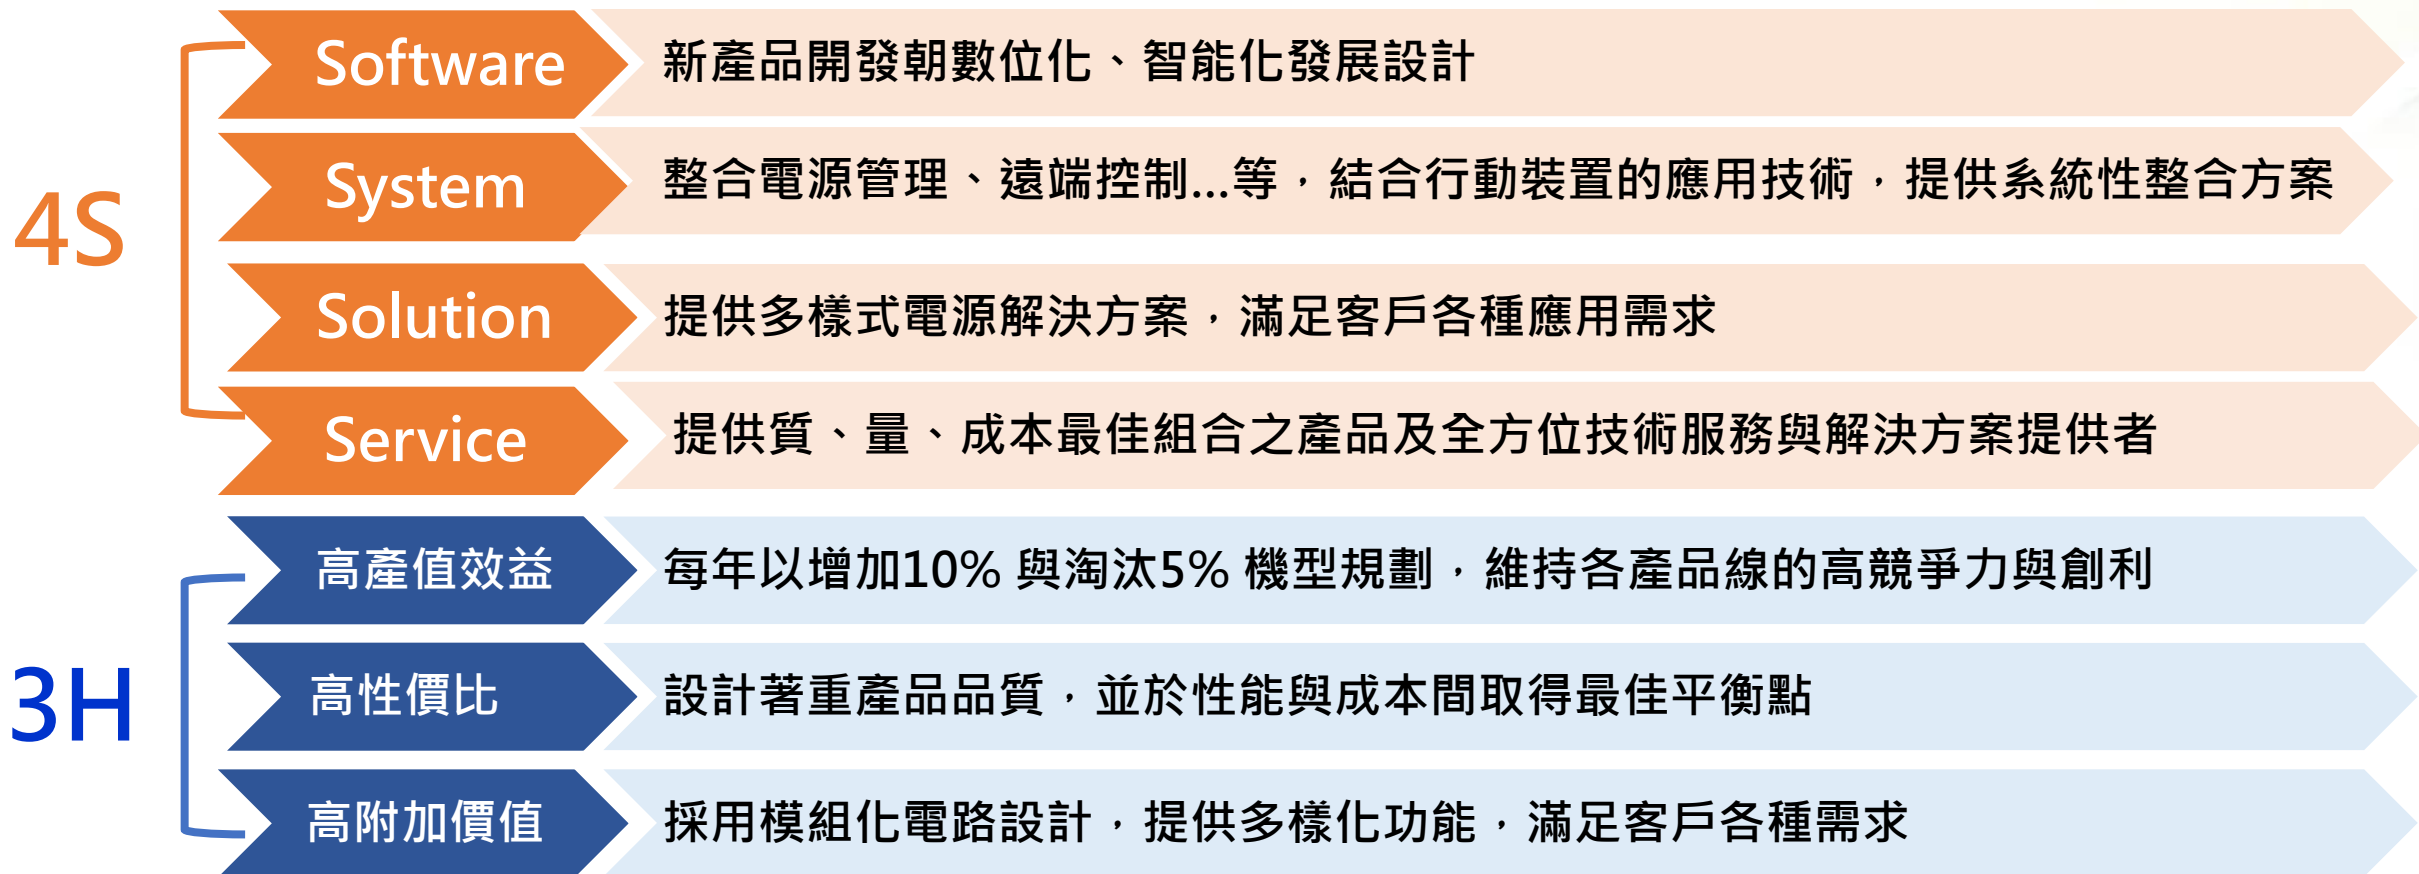 4S
Software
新產品開發朝數位化、智能化發展設計
System
整合電源管理、遠端控制...等，結合行動裝置的應用技術，提供系統性整合方案
Solution
提供多樣式電源解決方案，滿足客戶各種應用需求
Service
提供質、量、成本最佳組合之產品及全方位技術服務與解決方案提供者
3H
高產值效益
每年以增加10% 與淘汰5% 機型規劃，維持各產品線的高競爭力與創利
高性價比
設計著重產品品質，並於性能與成本間取得最佳平衡點
高附加價值
採用模組化電路設計，提供多樣化功能，滿足客戶各種需求